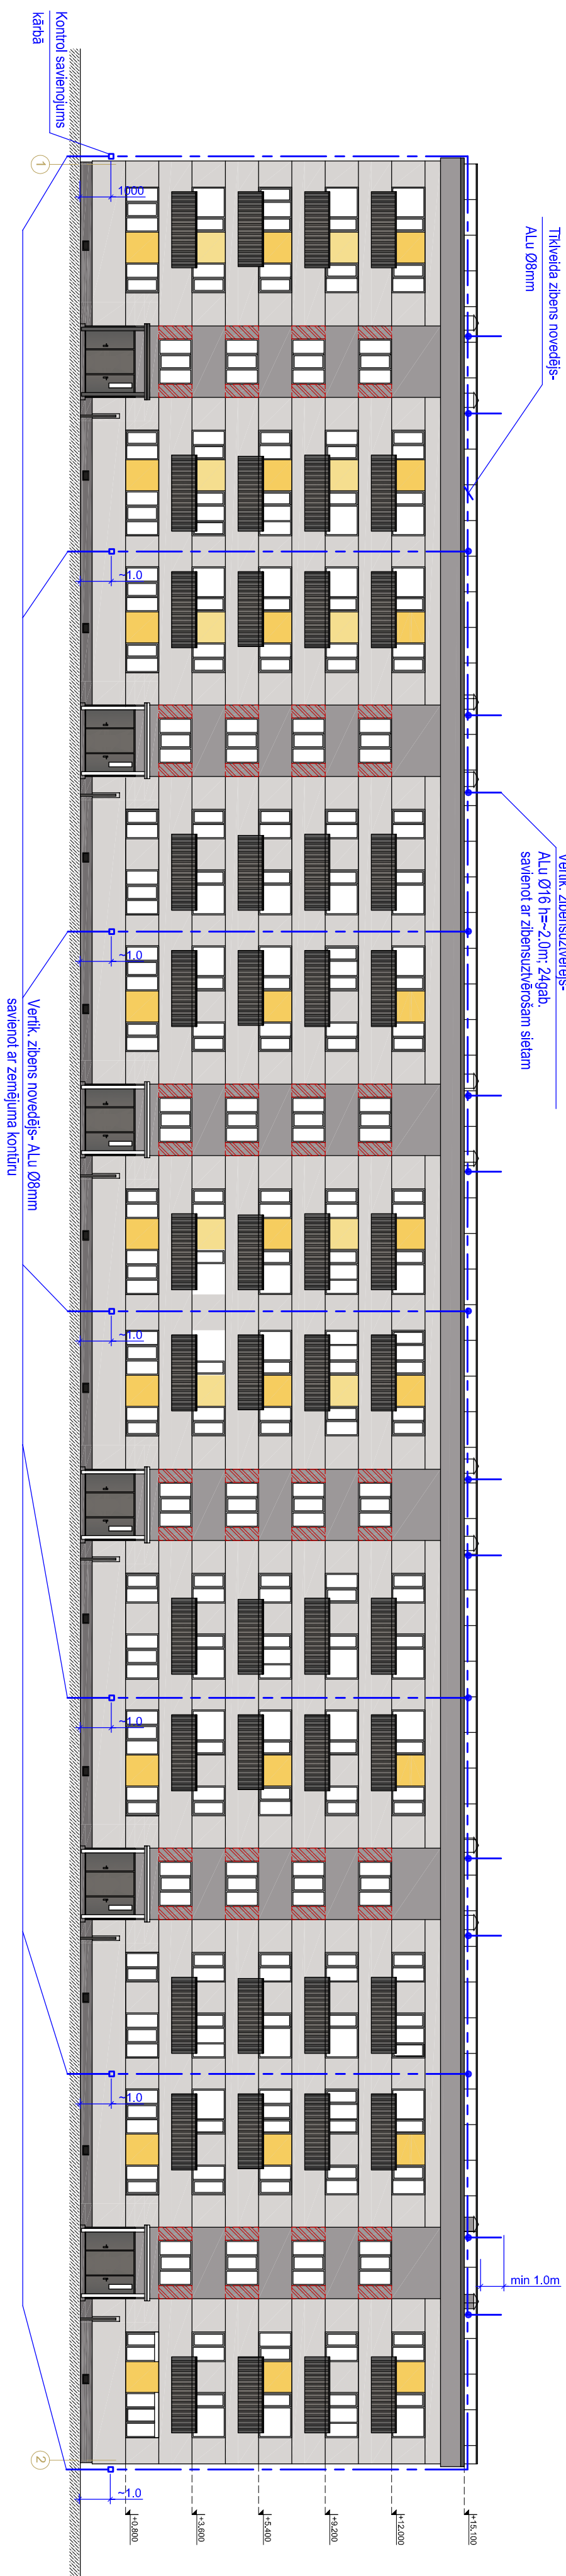 Kontrol savienojums
kārbā
1
1000
Tīklveida zibens novedējs-
ALu Ø8mm
~1.0
Vertik. zibensuztvērējs-
ALu Ø16 h=~2.0m; 24gab.
savienot ar zibensuztvērošam sietam
~1.0
Vertik. zibens novedējs- ALu Ø8mm
savienot ar zemējuma kontūru
~1.0
~1.0
~1.0
min 1.0m
2
~1.0
+0,800
+3,600
+5,400
+9,200
+12,000
+15,100